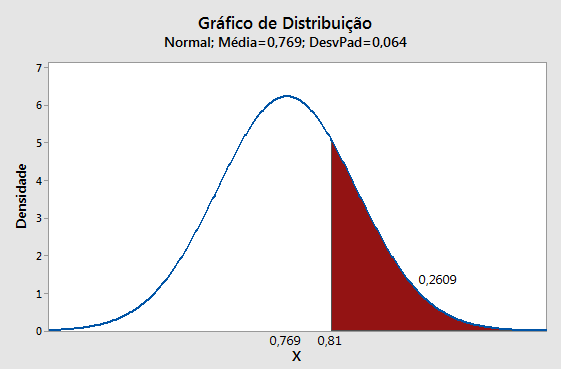 Gráfico de Distribuição
Normal; Média=0,769; DesvPad=0,064
7
6
5
4
3
2
1
0
Densidade
0,2609
0,769
0,81
X